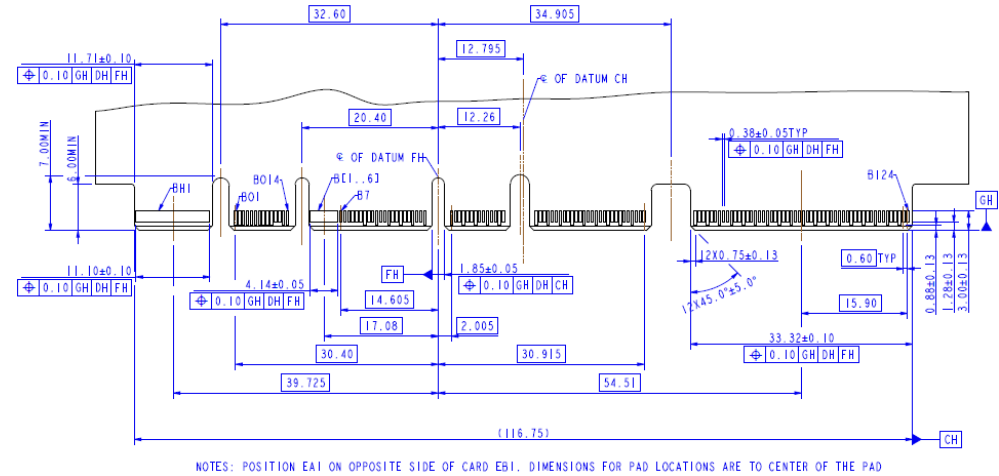 32.60
34.905
11.71±0.10
12.795
⌖ 0.10 GH DH FH
℄ OF DATUM CH
20.40
12.26
7.00MIN
6.00MIN
0.38±0.05TYP
⌖ 0.10 GH DH FH
℄ OF DATUM FH
BH1
BO1
BO14
B[1..6]
B7
B124
GH
12X0.75±0.13
0.60 TYP
11.10±0.10
⌖ 0.10 GH DH FH
FH
1.85±0.05
⌖ 0.10 GH DH CH
4.14±0.05
⌖ 0.10 GH DH FH
12X45.0°±5.0°
0.88±0.13
1.28±0.13
3.00±0.13
14.605
15.90
17.08
2.005
33.32±0.10
⌖ 0.10 GH DH FH
30.40
30.915
39.725
54.51
(116.75)
CH
NOTES: POSITION EA1 ON OPPOSITE SIDE OF CARD EB1. DIMENSIONS FOR PAD LOCATIONS ARE TO CENTER OF THE PAD